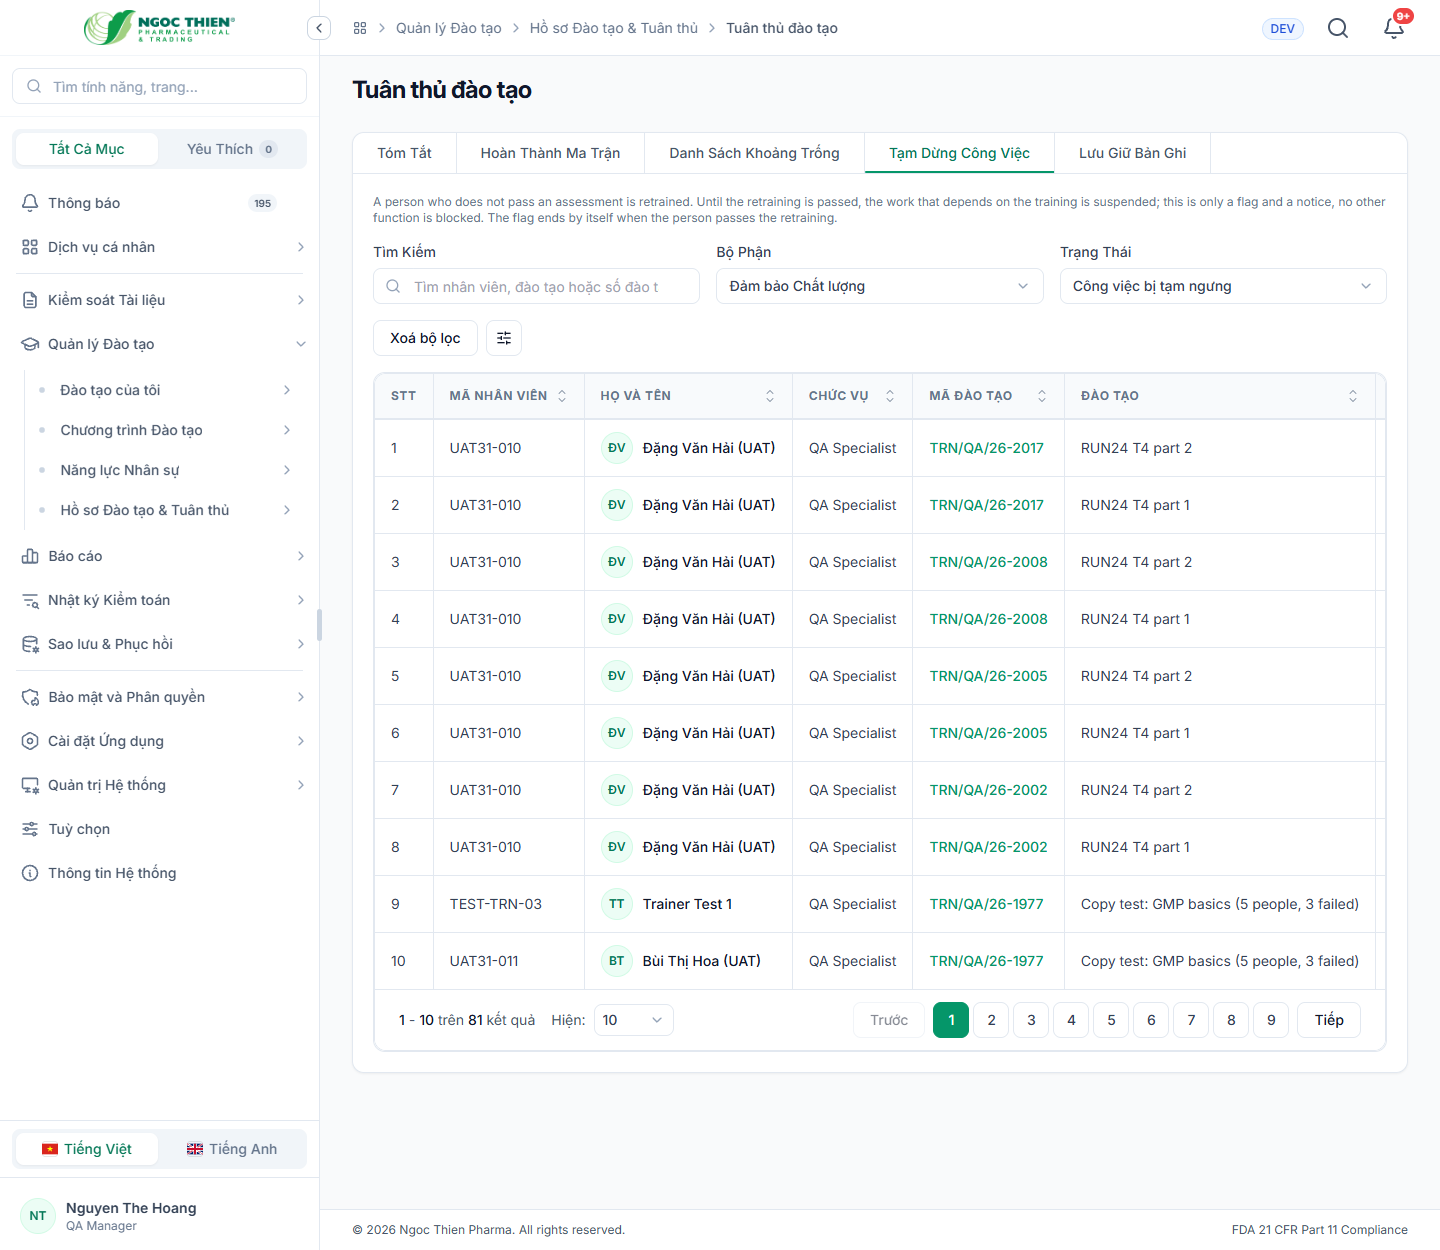 NGOC THIEN®
PHARMACEUTICAL
& TRADING
Tìm tính năng, trang...
Tất Cả Mục
Yêu Thích 0
Thông báo 195
Dịch vụ cá nhân
Kiểm soát Tài liệu
Quản lý Đào tạo
Đào tạo của tôi
Chương trình Đào tạo
Năng lực Nhân sự
Hồ sơ Đào tạo & Tuân thủ
Báo cáo
Nhật ký Kiểm toán
Sao lưu & Phục hồi
Bảo mật và Phân quyền
Cài đặt Ứng dụng
Quản trị Hệ thống
Tuỳ chọn
Thông tin Hệ thống
Tiếng Việt
Tiếng Anh
NT
Nguyen The Hoang
QA Manager
Quản lý Đào tạo > Hồ sơ Đào tạo & Tuân thủ > Tuân thủ đào tạo
DEV
9+
Tuân thủ đào tạo
Tóm Tắt
Hoàn Thành Ma Trận
Danh Sách Khoảng Trống
Tạm Dừng Công Việc
Lưu Giữ Bản Ghi
A person who does not pass an assessment is retrained. Until the retraining is passed, the work that depends on the training is suspended; this is only a flag and a notice, no other
function is blocked. The flag ends by itself when the person passes the retraining.
Tìm Kiếm
Bộ Phận
Trạng Thái
Tìm nhân viên, đào tạo hoặc số đào t
Đảm bảo Chất lượng
Công việc bị tạm ngưng
Xoá bộ lọc
STT MÃ NHÂN VIÊN HỌ VÀ TÊN CHỨC VỤ MÃ ĐÀO TẠO ĐÀO TẠO
1 UAT31-010 ĐV Đặng Văn Hải (UAT) QA Specialist TRN/QA/26-2017 RUN24 T4 part 2
2 UAT31-010 ĐV Đặng Văn Hải (UAT) QA Specialist TRN/QA/26-2017 RUN24 T4 part 1
3 UAT31-010 ĐV Đặng Văn Hải (UAT) QA Specialist TRN/QA/26-2008 RUN24 T4 part 2
4 UAT31-010 ĐV Đặng Văn Hải (UAT) QA Specialist TRN/QA/26-2008 RUN24 T4 part 1
5 UAT31-010 ĐV Đặng Văn Hải (UAT) QA Specialist TRN/QA/26-2005 RUN24 T4 part 2
6 UAT31-010 ĐV Đặng Văn Hải (UAT) QA Specialist TRN/QA/26-2005 RUN24 T4 part 1
7 UAT31-010 ĐV Đặng Văn Hải (UAT) QA Specialist TRN/QA/26-2002 RUN24 T4 part 2
8 UAT31-010 ĐV Đặng Văn Hải (UAT) QA Specialist TRN/QA/26-2002 RUN24 T4 part 1
9 TEST-TRN-03 TT Trainer Test 1 QA Specialist TRN/QA/26-1977 Copy test: GMP basics (5 people, 3 failed)
10 UAT31-011 BT Bùi Thị Hoa (UAT) QA Specialist TRN/QA/26-1977 Copy test: GMP basics (5 people, 3 failed)
1 - 10 trên 81 kết quả Hiện: 10 Trước 1 2 3 4 5 6 7 8 9 Tiếp
© 2026 Ngoc Thien Pharma. All rights reserved.
FDA 21 CFR Part 11 Compliance